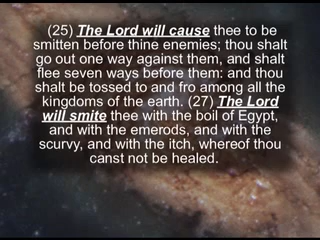 (25) The Lord will cause thee to be
smitten before thine enemies; thou shalt
go out one way against them, and shalt
flee seven ways before them: and thou
shalt be tossed to and fro among all the
kingdoms of the earth. (27) The Lord
will smite thee with the boil of Egypt,
and with the emerods, and with the
scurvy, and with the itch, whereof thou
canst not be healed.